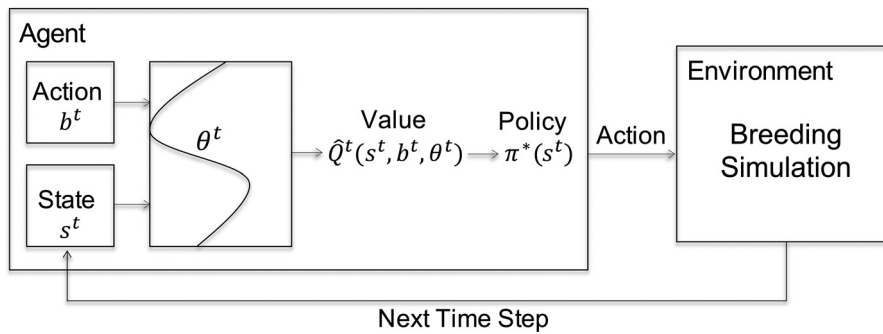 Agent
Action
b^t
State
s^t
θ^t
Value
Q̂^t(s^t, b^t, θ^t)
Policy
π*(s^t)
Action
Environment
Breeding
Simulation
Next Time Step